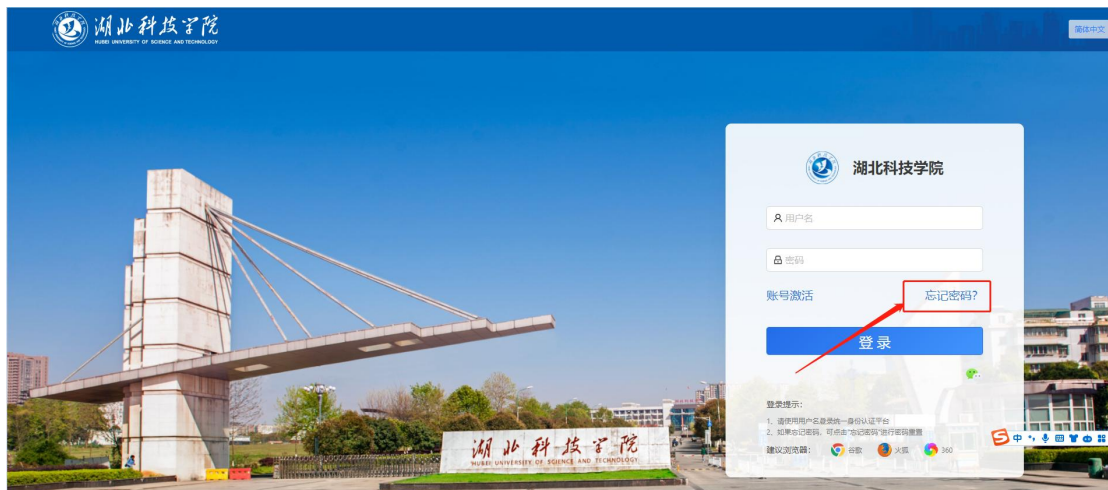 湖北科技学院
HUBEI UNIVERSITY OF SCIENCE AND TECHNOLOGY
简体中文
湖北科技学院
用户名
密码
账号激活 忘记密码?
登录
登录提示：
1、请使用用户名登录统一身份认证平台
2、如果忘记密码，可点击“忘记密码”进行密码重置
建议浏览器： 谷歌 火狐 360
湖北科技学院
HUBEI UNIVERSITY OF SCIENCE AND TECHNOLOGY
中